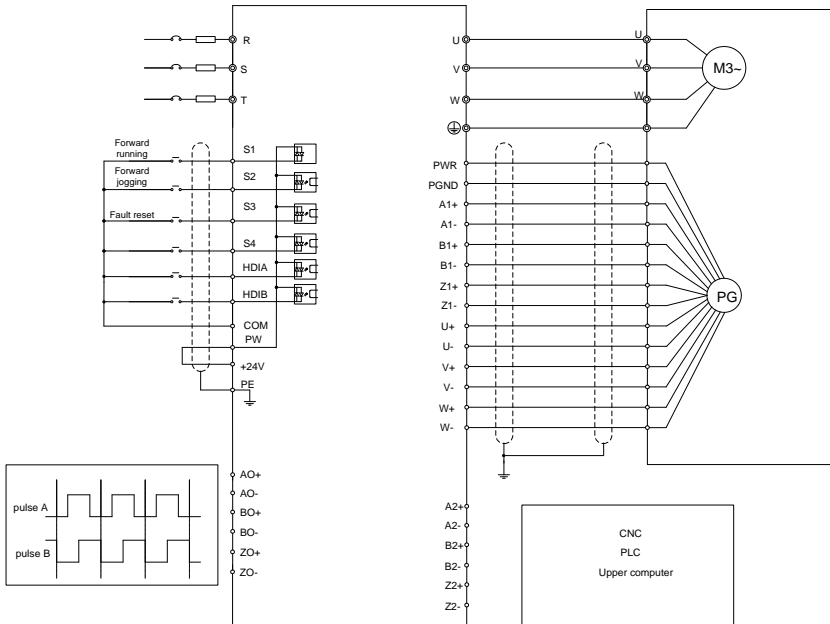 R
S
T
Forward
running
Forward
jogging
Fault reset
S1
S2
S3
S4
HDIA
HDIB
COM
PW
+24V
PE
pulse A
pulse B
AO+
AO-
BO+
BO-
ZO+
ZO-
U
V
W
PWR
PGND
A1+
A1-
B1+
B1-
Z1+
Z1-
U+
U-
V+
V-
W+
W-
A2+
A2-
B2+
B2-
Z2+
Z2-
U
V
W
M3~
PG
CNC
PLC
Upper computer